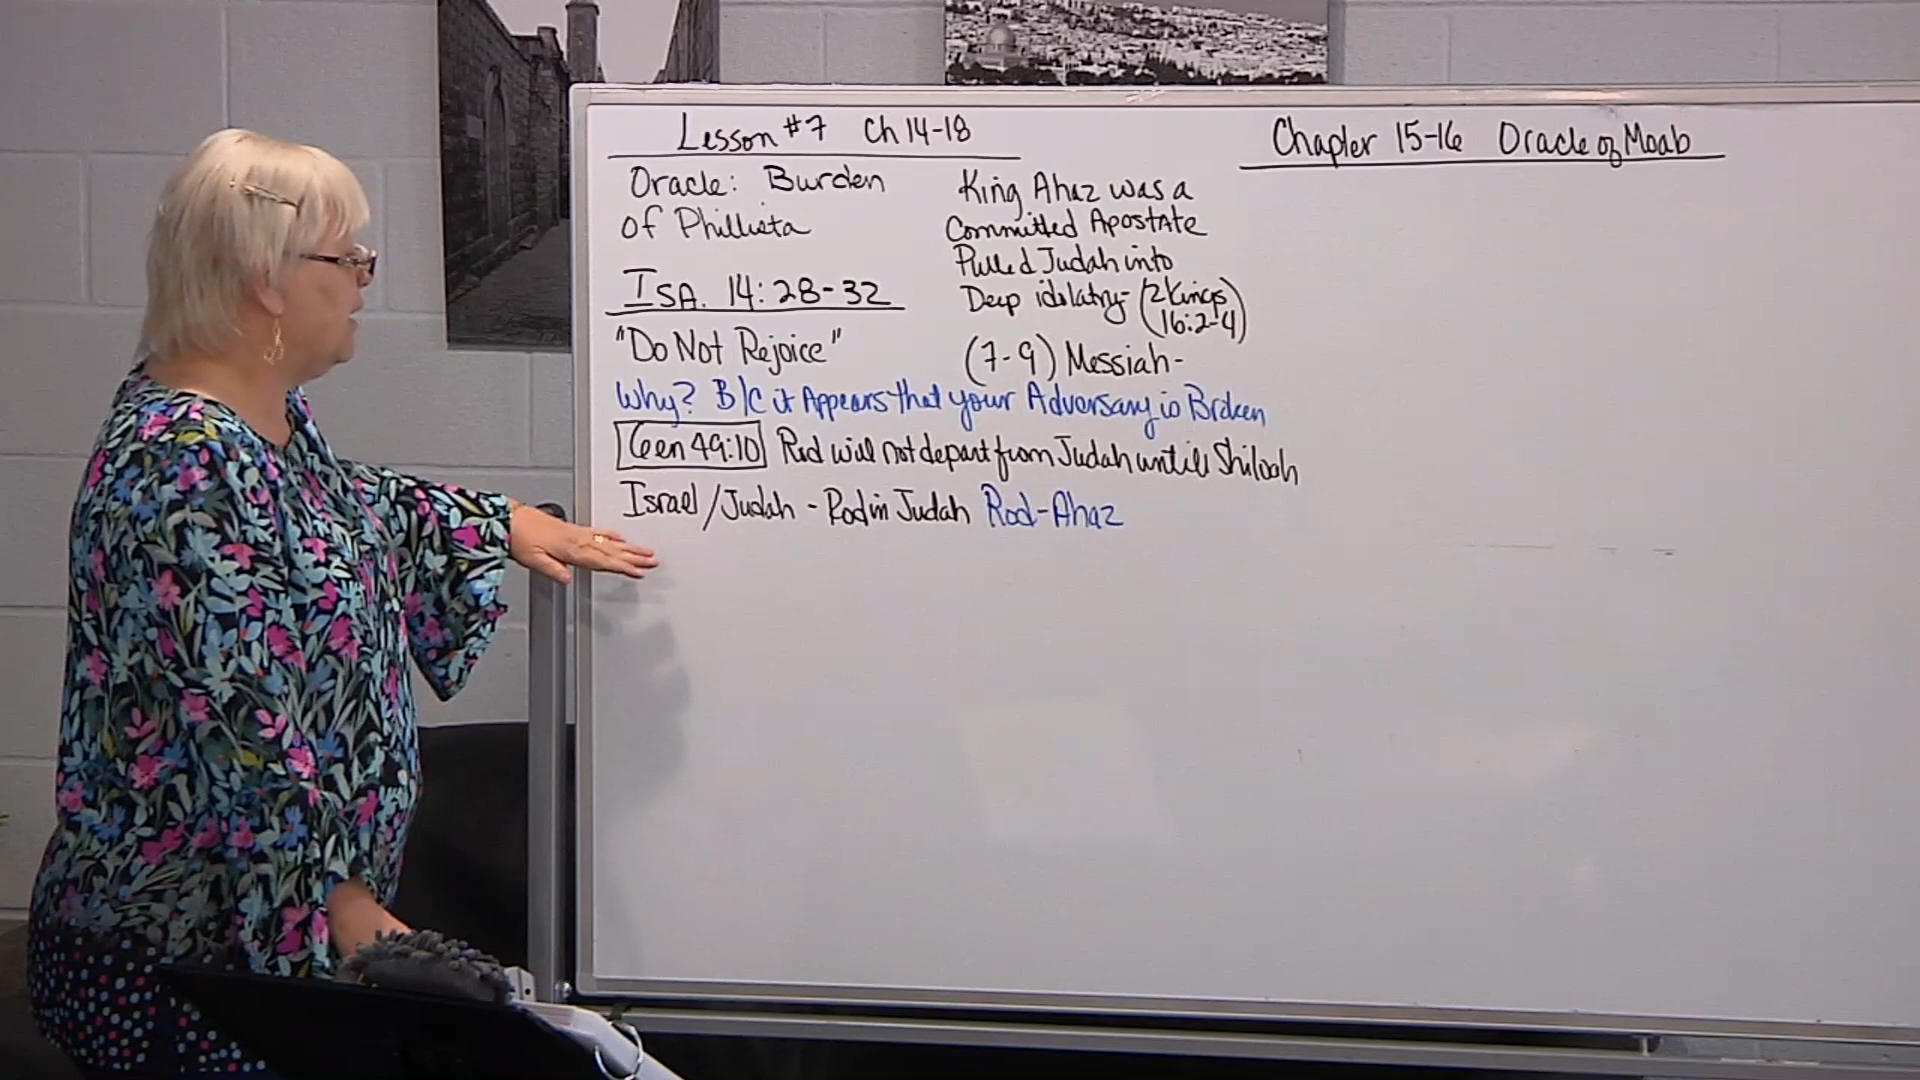 Lesson #7 Ch 14-18
Oracle: Burden
of Phillista
ISA. 14:28-32
"Do Not Rejoice"
King Ahaz was a
Committed Apostate
Pulled Judah into
Deep idolatry- (2 Kings
16:2-4)
(7-9) Messiah-
Why? B/C it Appears that your Adversary is Broken
Gen 49:10 Rod will not depart from Judah until Shiloah
Israel/Judah - Rod in Judah Rod-Ahaz
Chapter 15-16 Oracle of Moab